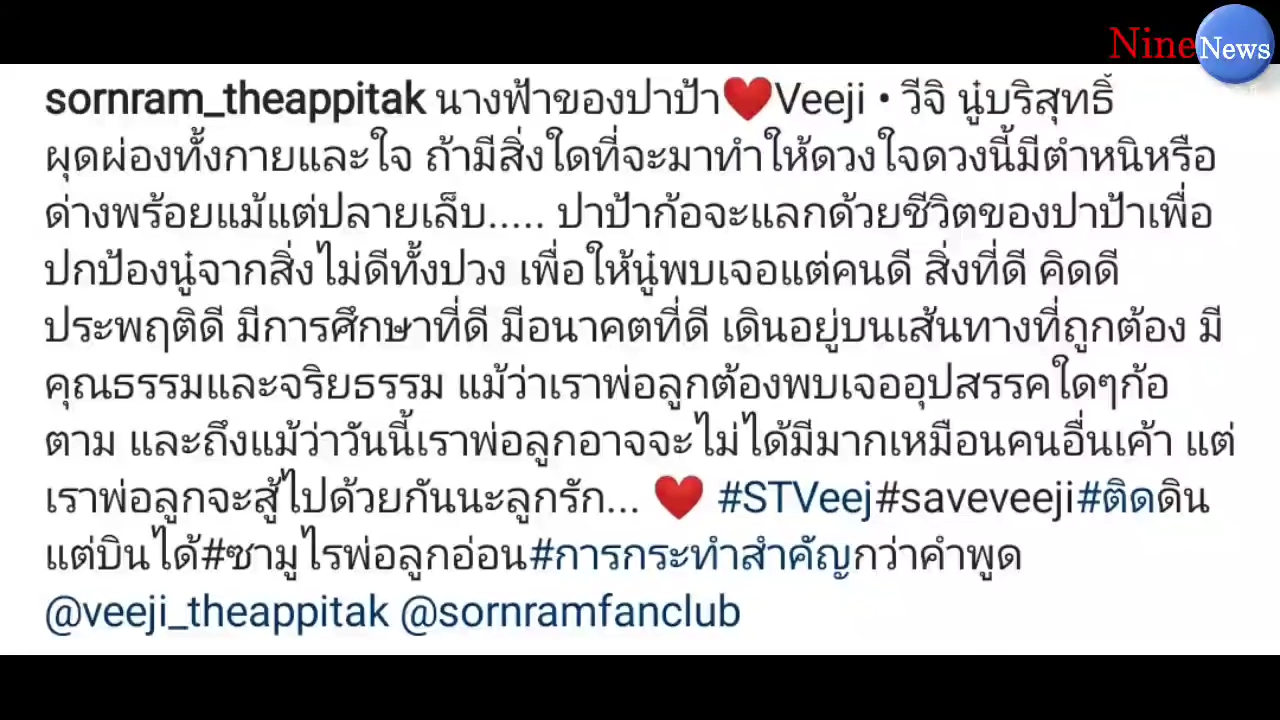 NineNews
sornram_theappitak นางฟ้าของปาป้า❤️Veeji • วีจิ นู๋บริสุทธิ์
ผุดผ่องทั้งกายและใจ ถ้ามีสิ่งใดที่จะมาทำให้ดวงใจดวงนี้มีตำหนิหรือ
ด่างพร้อยแม้แต่ปลายเล็บ..... ปาป้าก้อจะแลกด้วยชีวิตของปาป้าเพื่อ
ปกป้องนู๋จากสิ่งไม่ดีทั้งปวง เพื่อให้นู๋พบเจอแต่คนดี สิ่งที่ดี คิดดี
ประพฤติดี มีการศึกษาที่ดี มีอนาคตที่ดี เดินอยู่บนเส้นทางที่ถูกต้อง มี
คุณธรรมและจริยธรรม แม้ว่าเราพ่อลูกต้องพบเจออุปสรรคใดๆก้อ
ตาม และถึงแม้ว่าวันนี้เราพ่อลูกอาจจะไม่ได้มีมากเหมือนคนอื่นเค้า แต่
เราพ่อลูกจะสู้ไปด้วยกันนะลูกรัก... ❤️ #STVeej#saveveeji#ติดดิน
แต่บินได้#ซามูไรพ่อลูกอ่อน#การกระทำสำคัญกว่าคำพูด
@veeji_theappitak @sornramfanclub